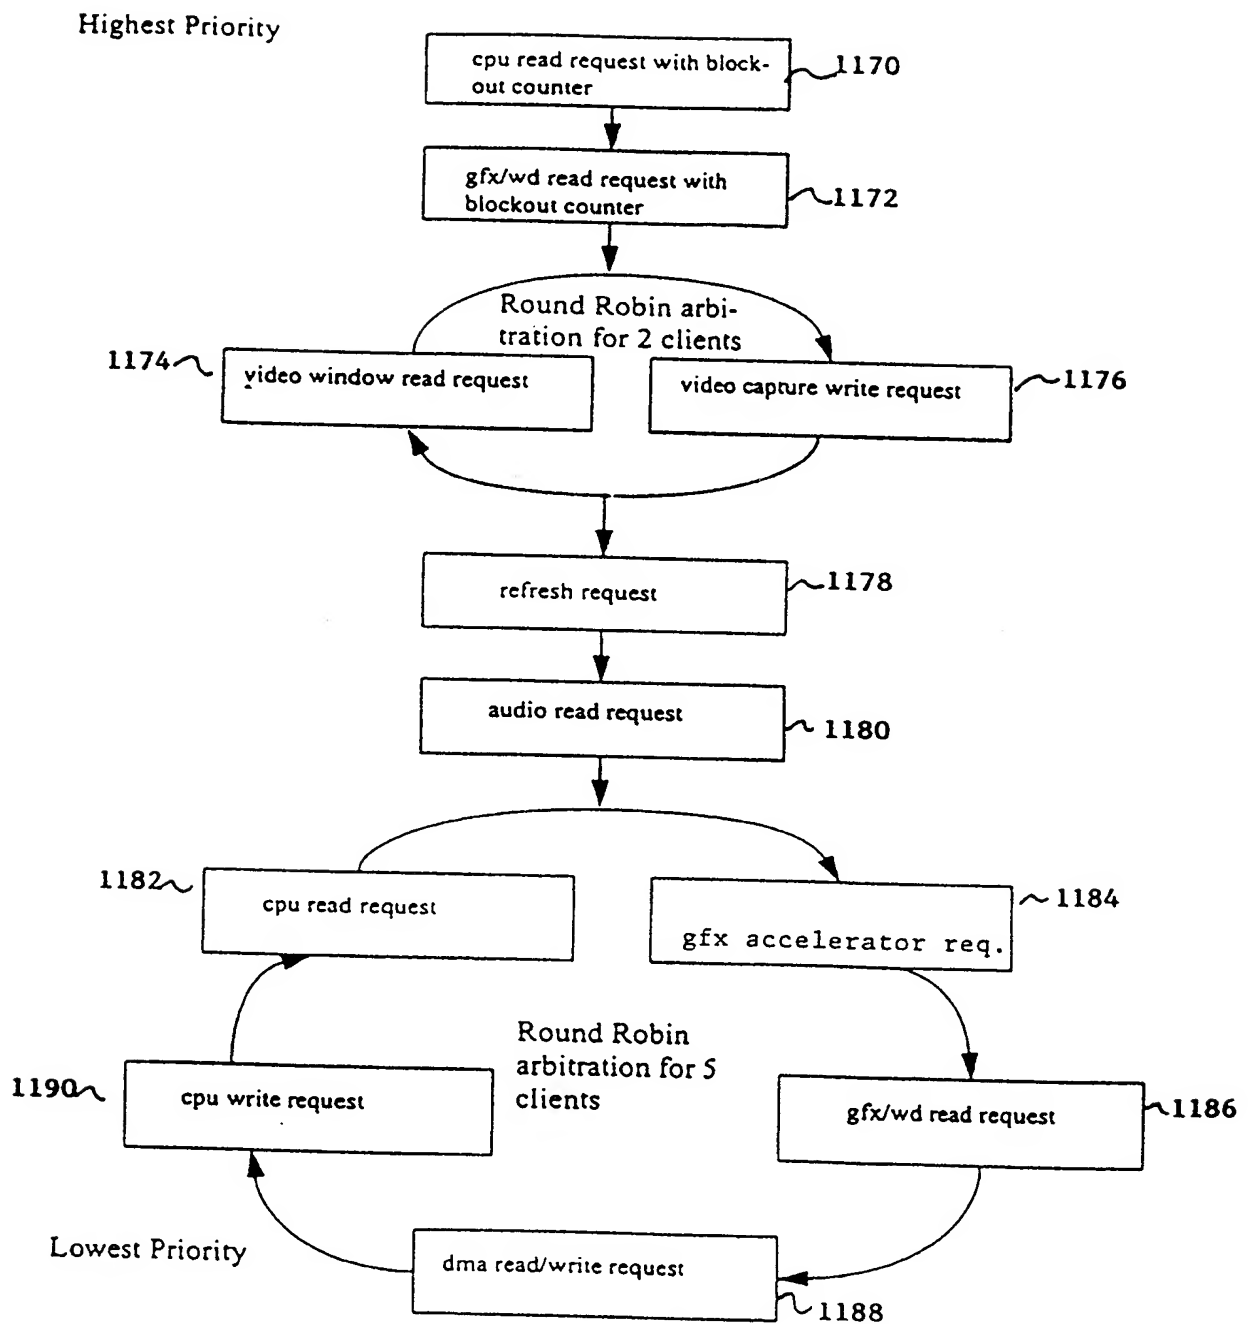 Highest Priority
cpu read request with block-
out counter
1170
gfx/wd read request with
blockout counter
1172
Round Robin arbi-
tration for 2 clients
1174
video window read request
video capture write request
1176
refresh request
1178
audio read request
1180
1182
cpu read request
gfx accelerator req.
1184
Round Robin
arbitration for 5
clients
1190
cpu write request
gfx/wd read request
1186
Lowest Priority
dma read/write request
1188